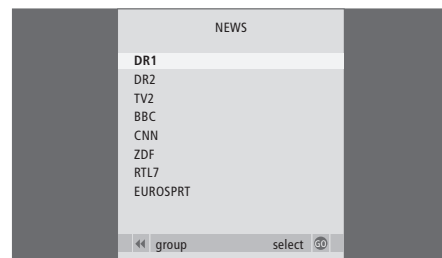 NEWS
DR1
DR2
TV2
BBC
CNN
ZDF
RTL7
EUROSPRT
group select GO